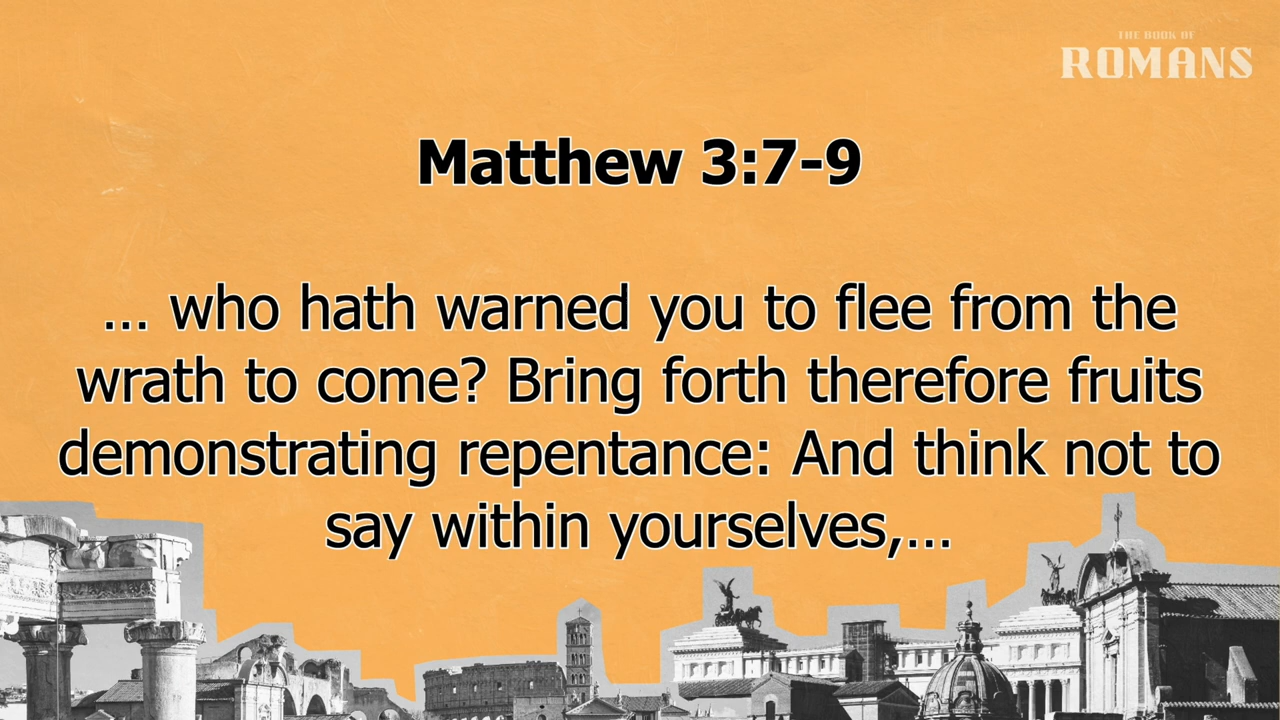 THE BOOK OF
ROMANS
Matthew 3:7-9
... who hath warned you to flee from the
wrath to come? Bring forth therefore fruits
demonstrating repentance: And think not to
say within yourselves,...